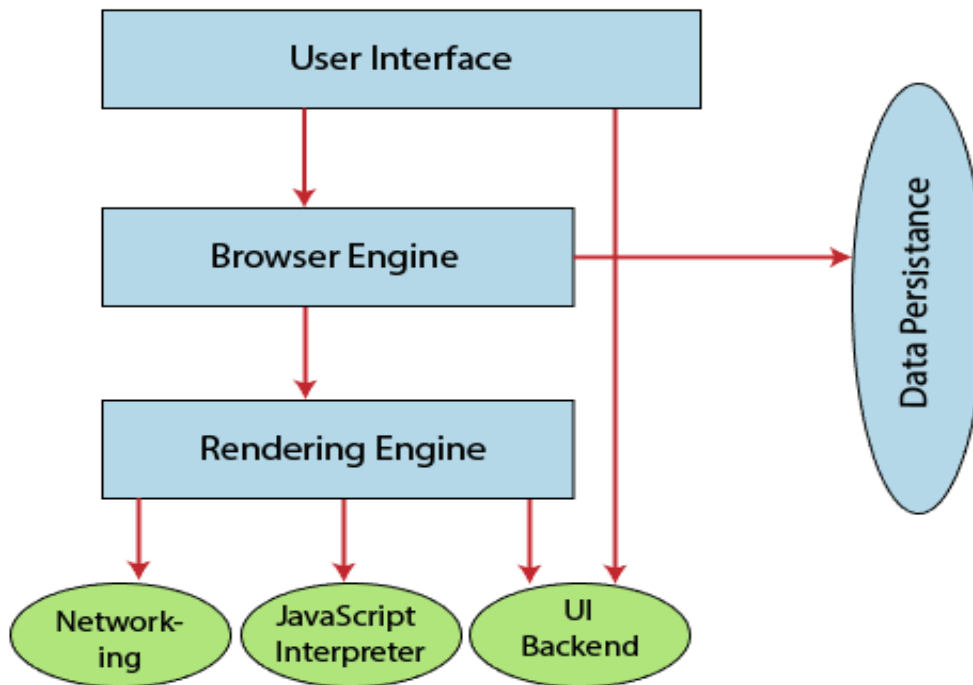 User Interface
Browser Engine
Data Persistance
Rendering Engine
Network-
ing
JavaScript
Interpreter
UI
Backend